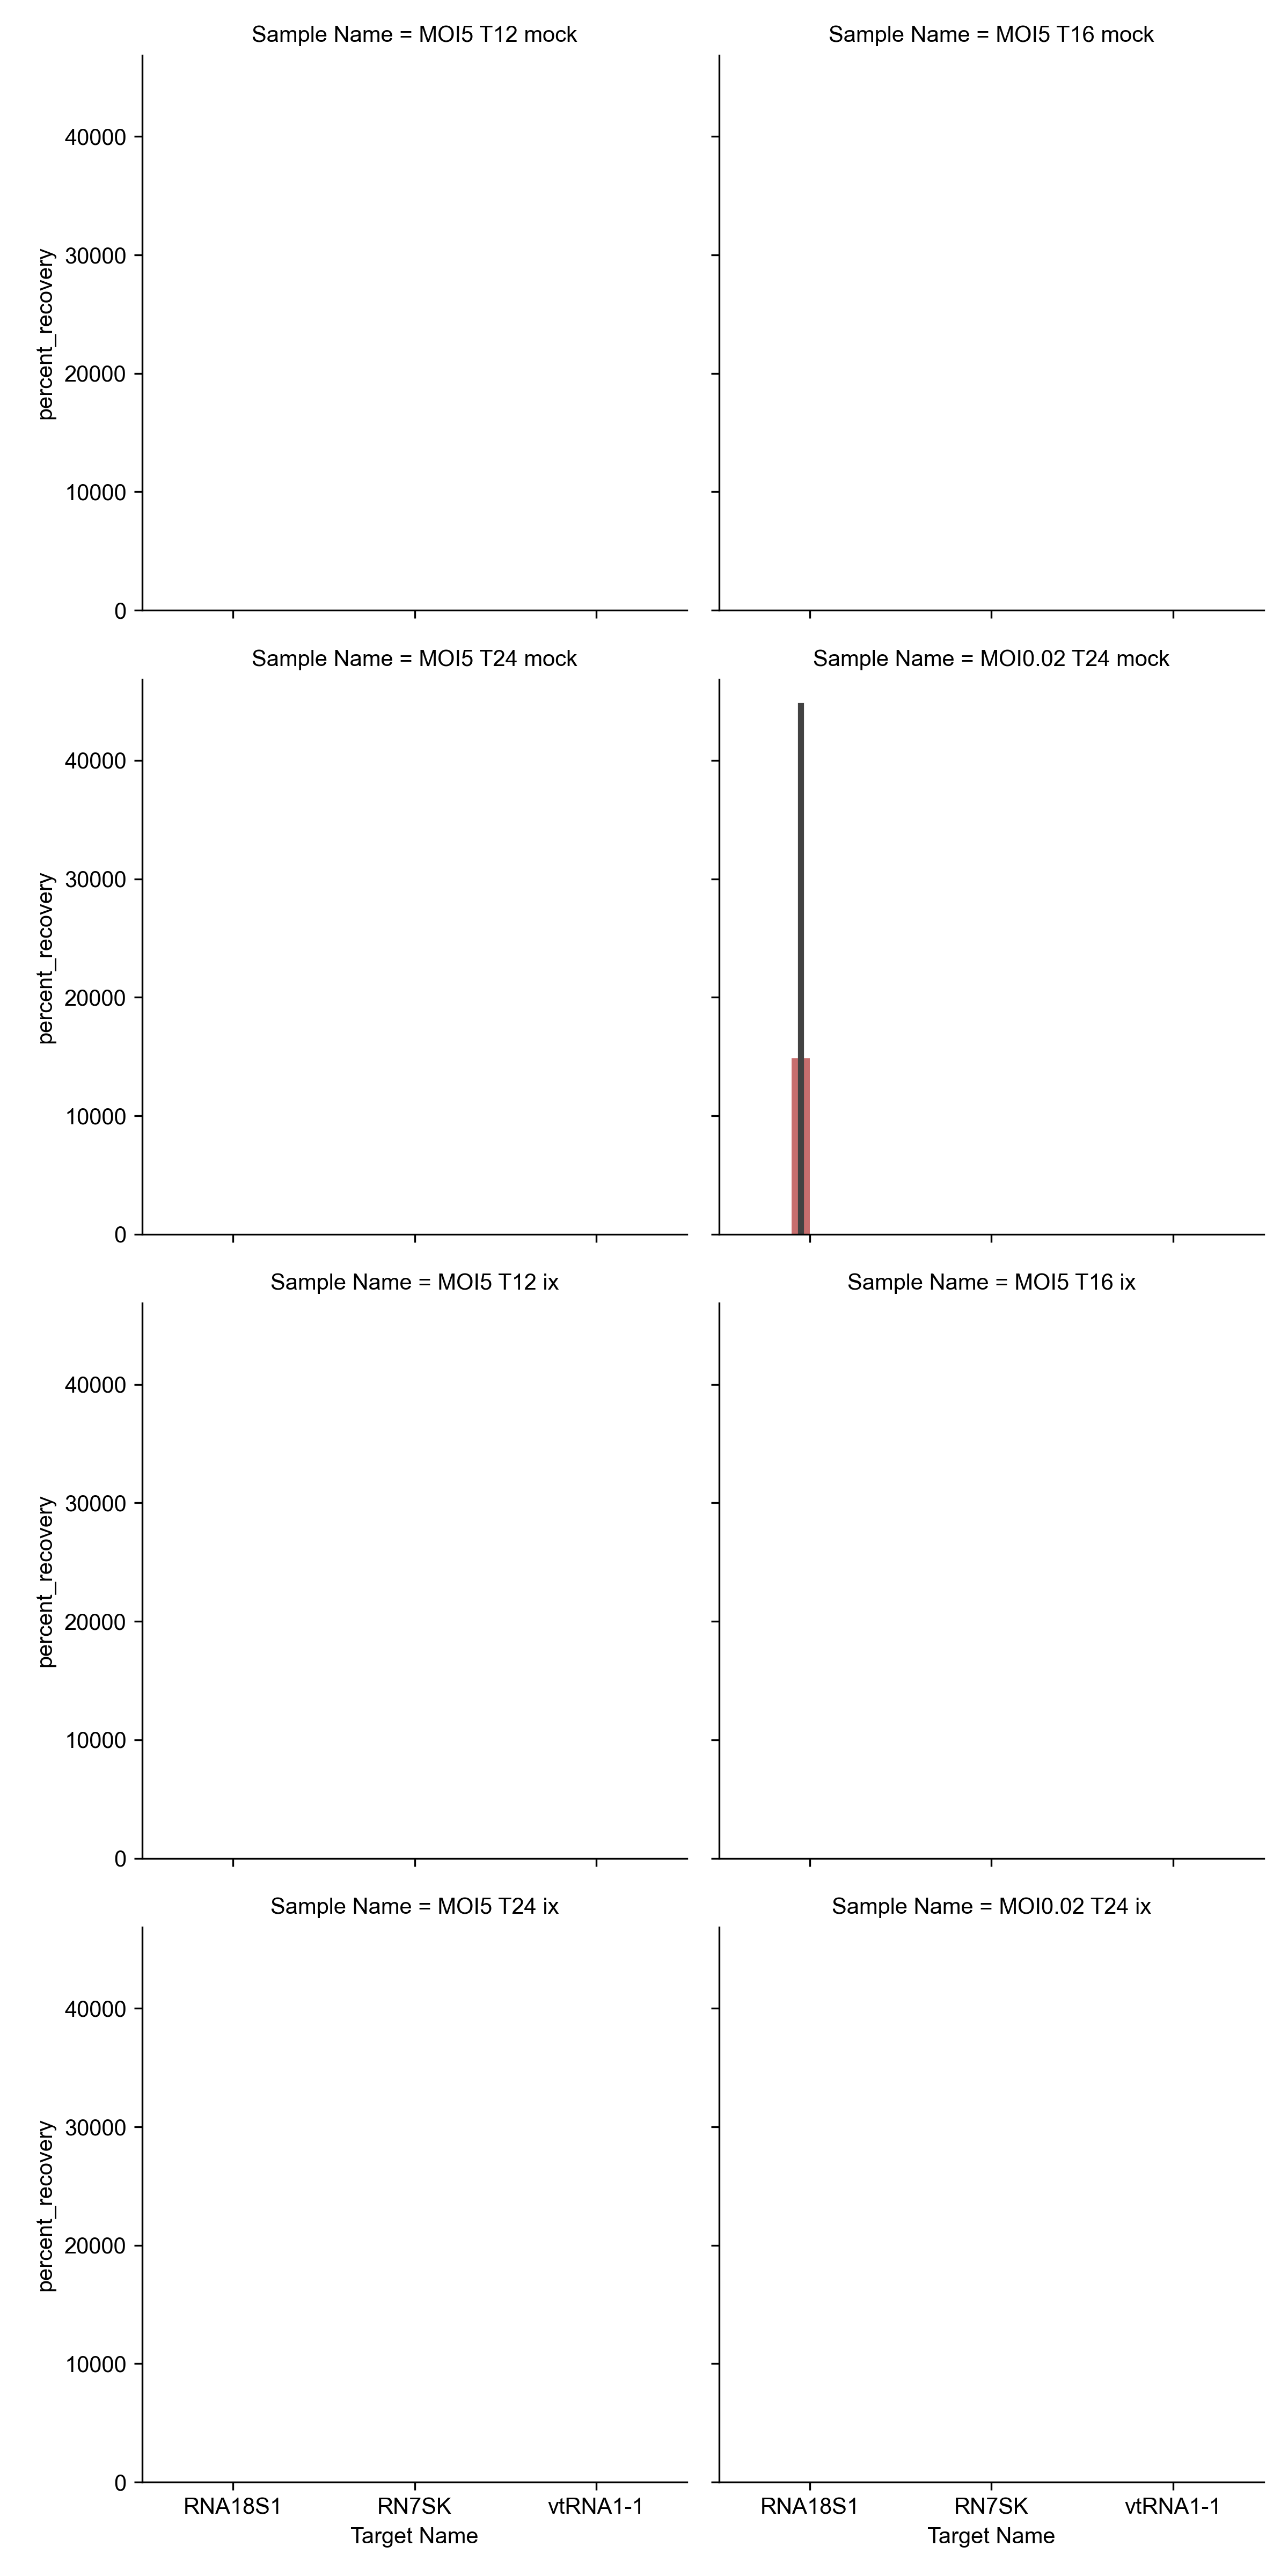 Sample Name = MOI5 T12 mock
Sample Name = MOI5 T16 mock
percent_recovery
40000
30000
20000
10000
0
Sample Name = MOI5 T24 mock
Sample Name = MOI0.02 T24 mock
percent_recovery
40000
30000
20000
10000
0
Sample Name = MOI5 T12 ix
Sample Name = MOI5 T16 ix
percent_recovery
40000
30000
20000
10000
0
Sample Name = MOI5 T24 ix
Sample Name = MOI0.02 T24 ix
percent_recovery
40000
30000
20000
10000
0
RNA18S1 RN7SK vtRNA1-1
Target Name
RNA18S1 RN7SK vtRNA1-1
Target Name